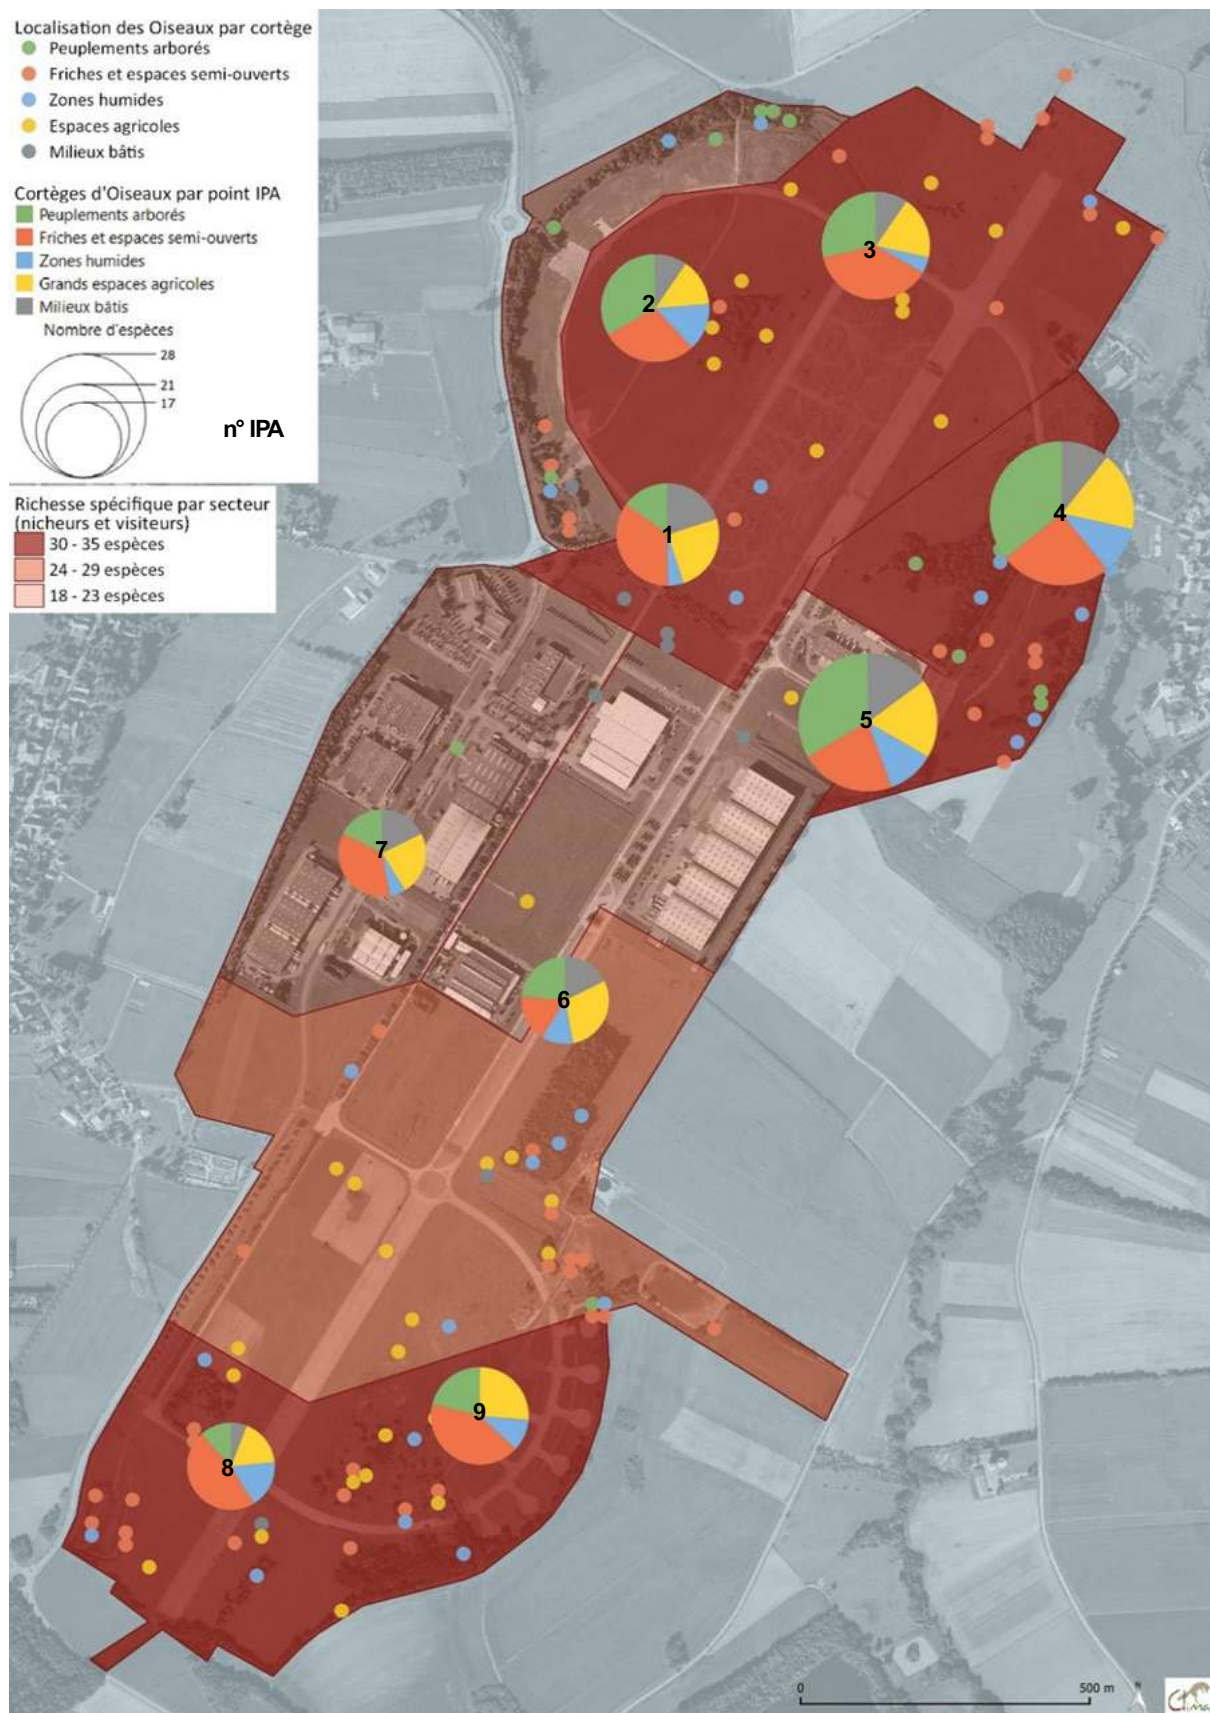 Localisation des Oiseaux par cortège
Peuplements arborés
Friches et espaces semi-ouverts
Zones humides
Espaces agricoles
Milieux bâtis
Cortèges d'Oiseaux par point IPA
Peuplements arborés
Friches et espaces semi-ouverts
Zones humides
Grands espaces agricoles
Milieux bâtis
Nombre d'espèces
28
21
17
n° IPA
Richesse spécifique par secteur
(nicheurs et visiteurs)
30 - 35 espèces
24 - 29 espèces
18 - 23 espèces
3
2
4
1
5
7
6
9
8
0
500 m
N